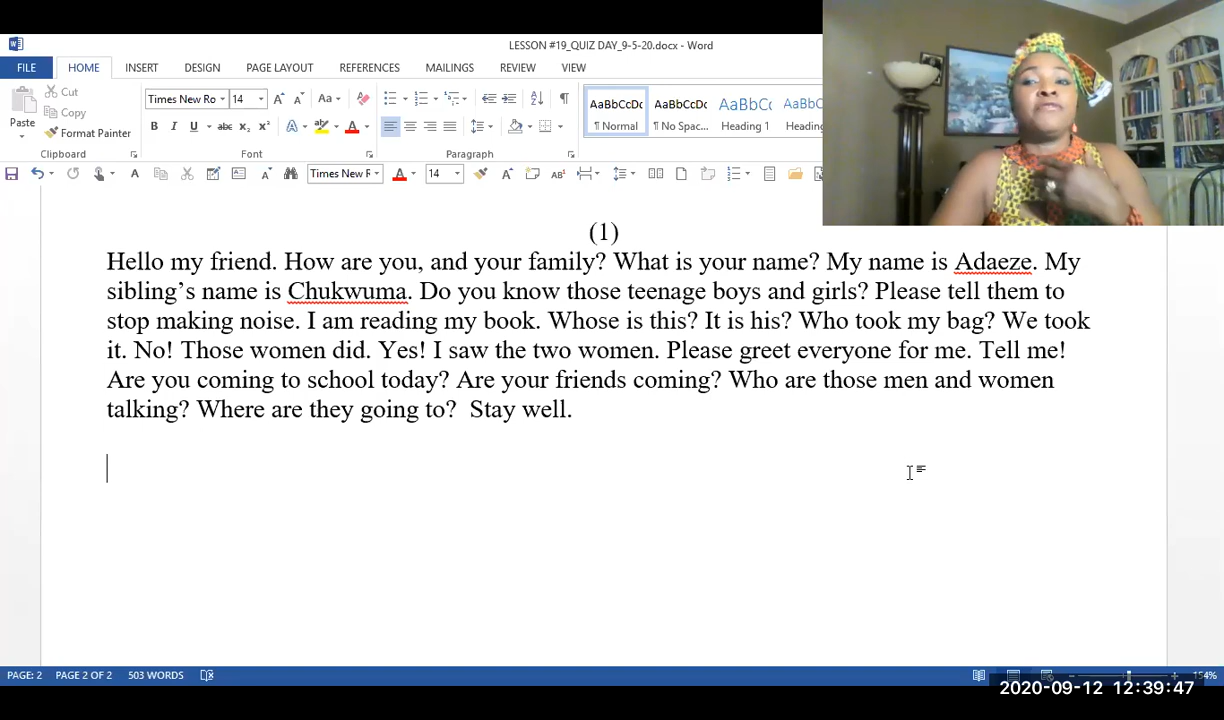 LESSON #19_QUIZ DAY_9-5-20.docx - Word
FILE HOME INSERT DESIGN PAGE LAYOUT REFERENCES MAILINGS REVIEW VIEW
Cut
Copy
Format Painter
Paste
Times New Ro 14 Aa
B I U abc x₂ x² A A
AaBbCcDc AaBbCcDc AaBbC AaBbCc
¶ Normal ¶ No Spac... Heading 1 Heading
Clipboard Font Paragraph
Times New R 14
(1)
Hello my friend. How are you, and your family? What is your name? My name is Adaeze. My
sibling’s name is Chukwuma. Do you know those teenage boys and girls? Please tell them to
stop making noise. I am reading my book. Whose is this? It is his? Who took my bag? We took
it. No! Those women did. Yes! I saw the two women. Please greet everyone for me. Tell me!
Are you coming to school today? Are your friends coming? Who are those men and women
talking? Where are they going to?  Stay well.
PAGE: 2 PAGE 2 OF 2 503 WORDS 154%
2020-09-12 12:39:47